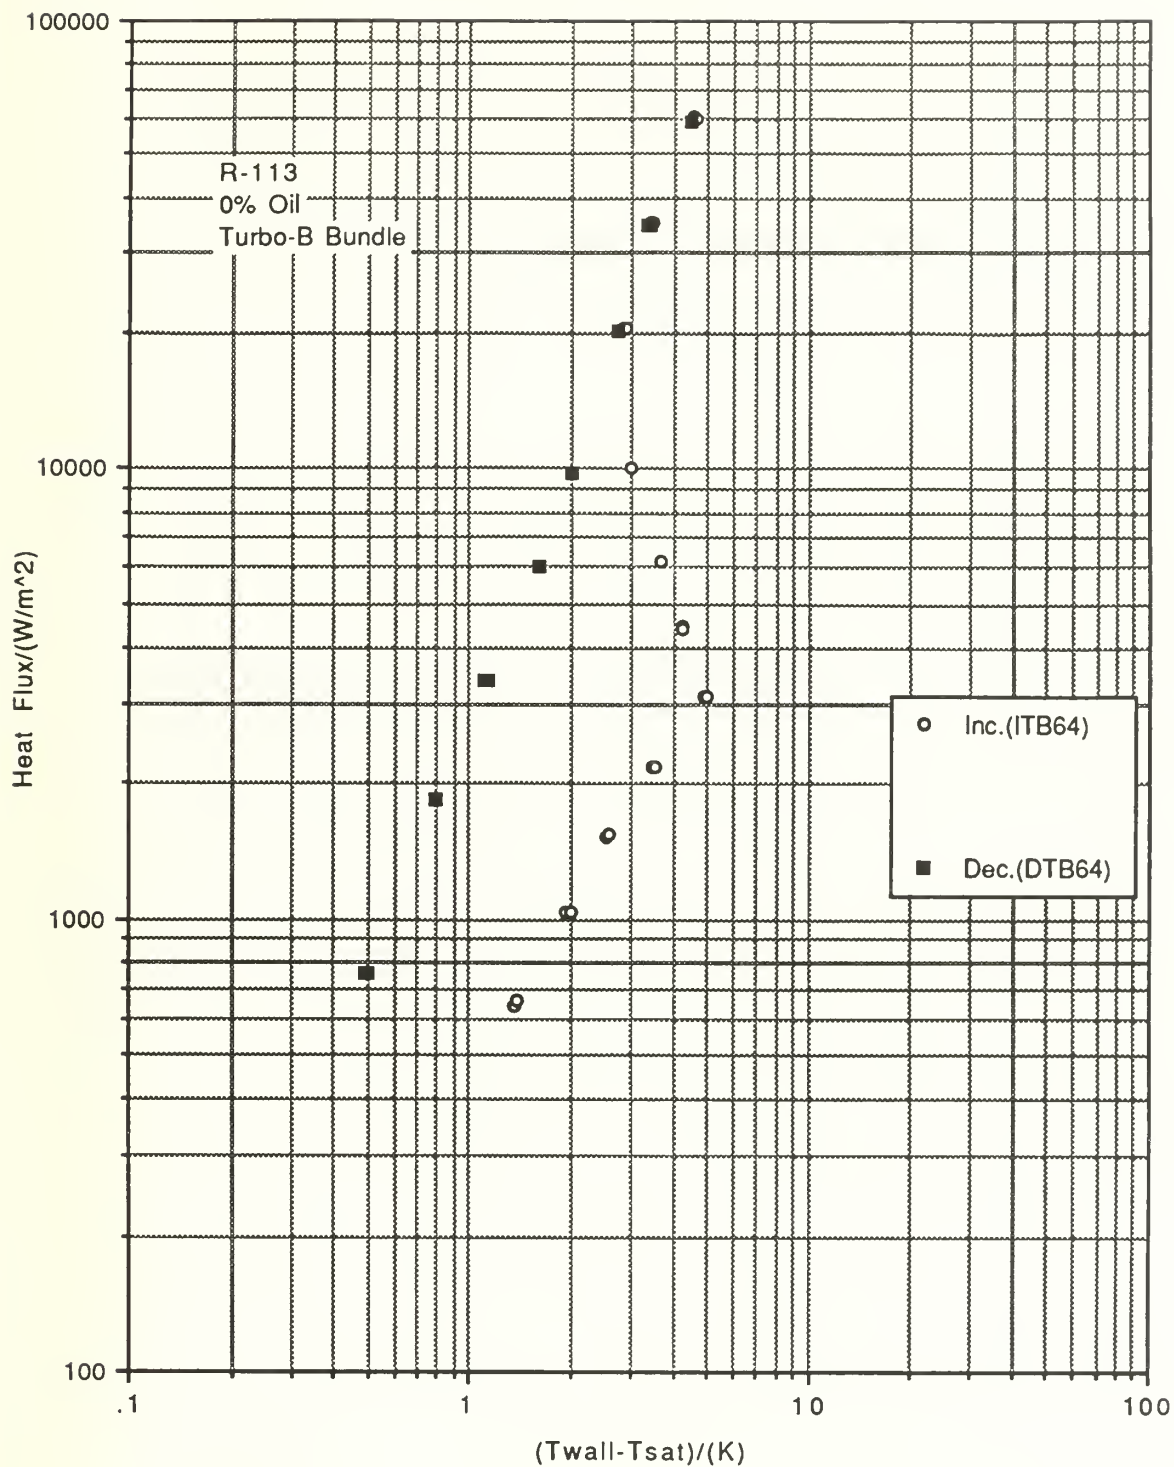 100000
R-113
0% Oil
Turbo-B Bundle
10000
Heat Flux/(W/m^2)
Inc.(ITB64)
Dec.(DTB64)
1000
100
.1 1 10 100
(Twall-Tsat)/(K)